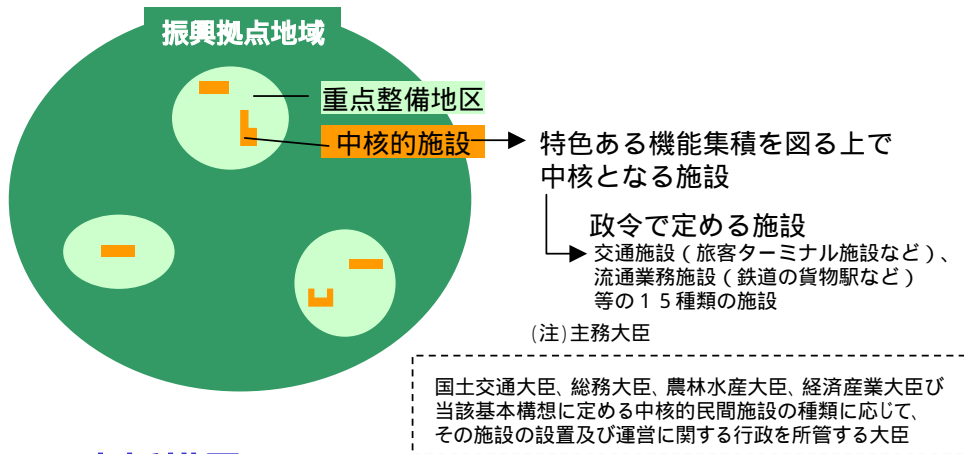 振興拠点地域
重点整備地区
中核的施設
特色ある機能集積を図る上で
中核となる施設
政令で定める施設
交通施設(旅客ターミナル施設など)、
流通業務施設(鉄道の貨物駅など)
等の15種類の施設
(注)主務大臣
国土交通大臣、総務大臣、農林水産大臣、経済産業大臣び
当該基本構想に定める中核的民間施設の種類に応じて、
その施設の設置及び運営に関する行政を所管する大臣